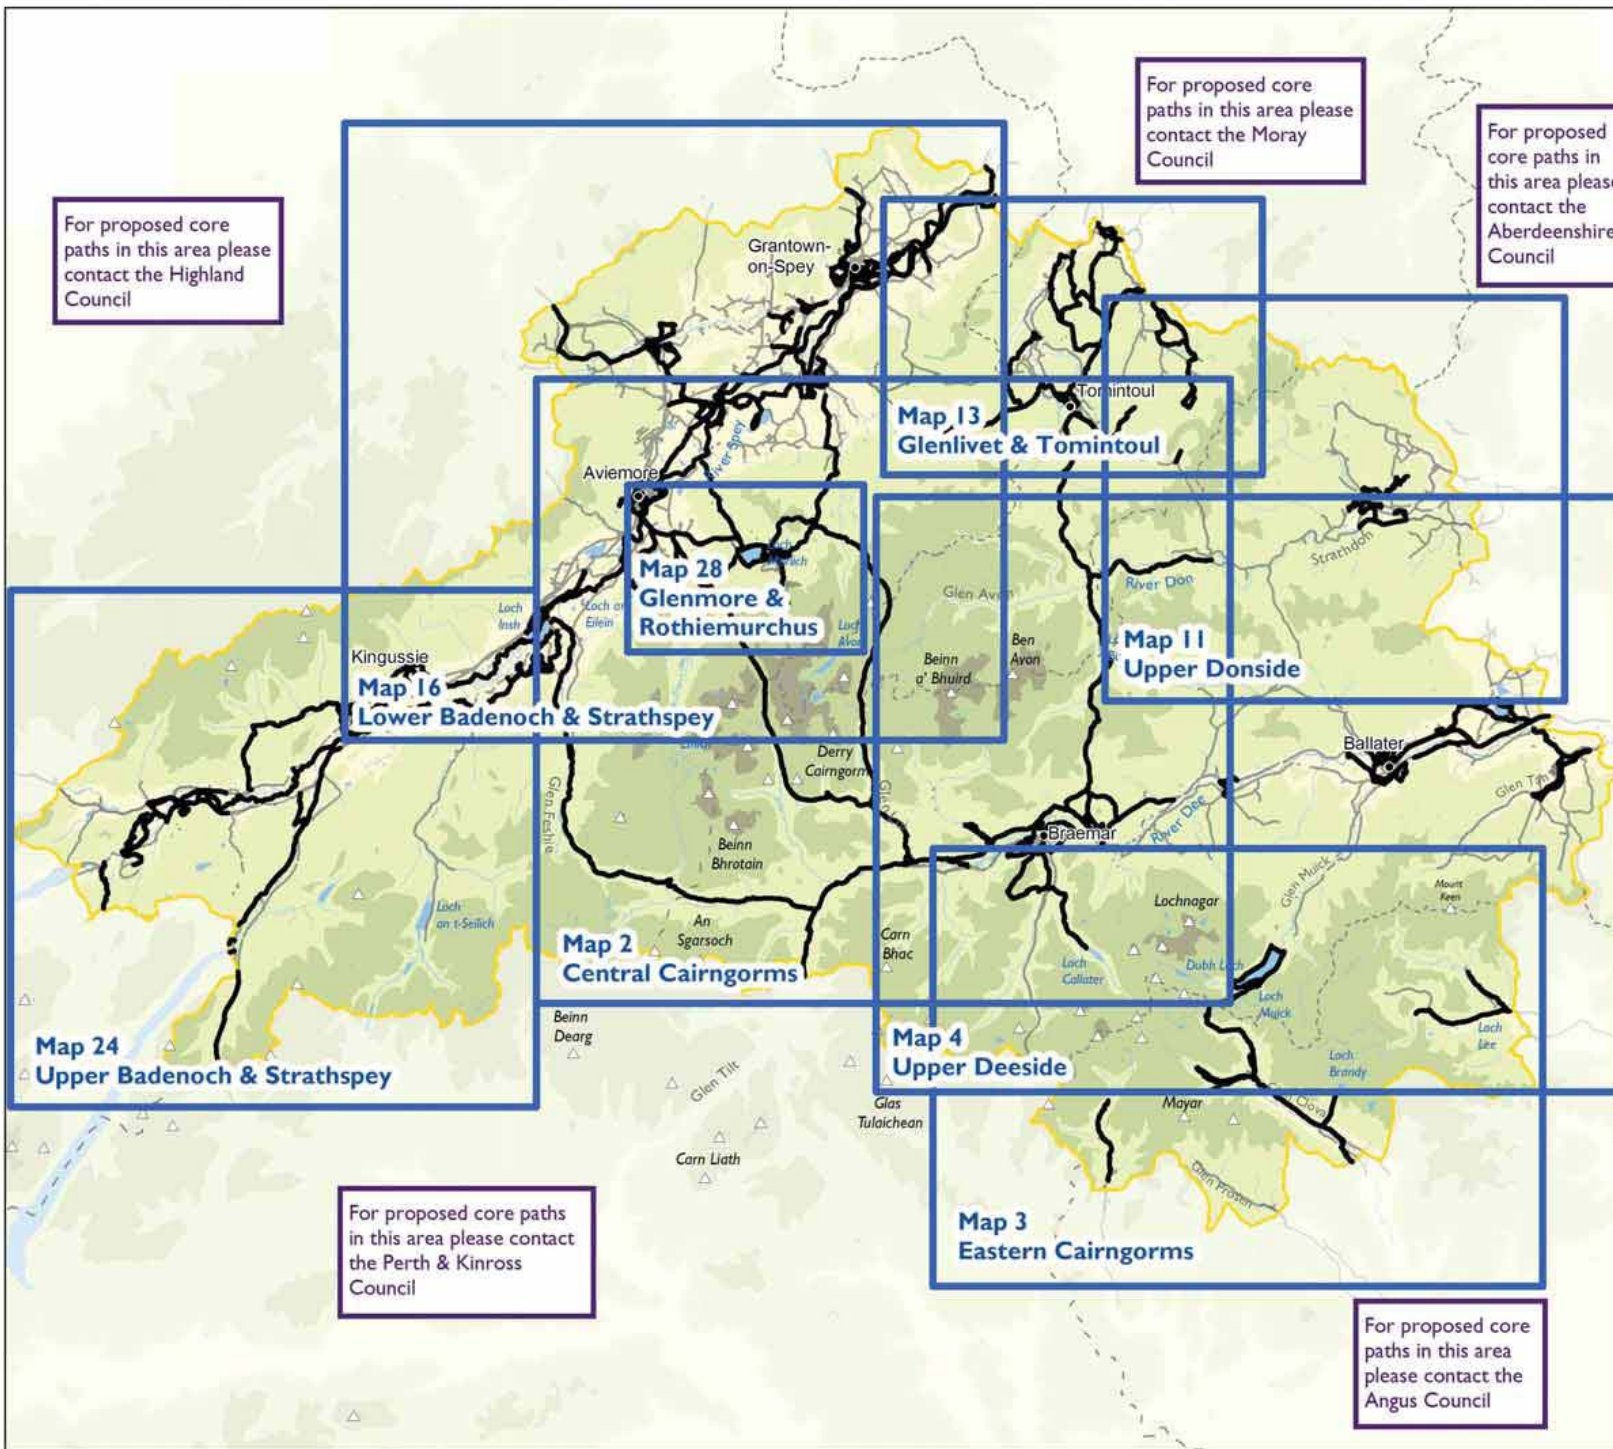 For proposed core
paths in this area please
contact the Moray
Council
For proposed
core paths in
this area please
contact the
Aberdeenshire
Council
For proposed core
paths in this area please
contact the Highland
Council
Grantown-
on-Spey
Tomintoul
Map 13
Glenlivet & Tomintoul
River Spey
Aviemore
Strathdon
Map 28
Glenmore &
Rothiemurchus
Glen Avon
River Don
Loch
Insh
Eilein
Loch
Avon
Map 11
Upper Donside
Ben
Avon
Beinn
a' Bhuird
Kingussie
Map 16
Lower Badenoch & Strathspey
Derry
Cairngorm
Ballater
Glen Feshie
River Dee
Braemar
Beinn
Bhrotain
Glen Muick
Mount
Keen
Lochnagar
Loch
an t-Seilich
An
Sgarsoch
Carn
Bhac
Map 2
Central Cairngorms
Loch
Callater
Dubh Loch
Loch
Muick
Loch
Lee
Beinn
Dearg
Map 24
Upper Badenoch & Strathspey
Map 4
Upper Deeside
Loch
Brandy
Glen Tilt
Glas
Tulaichean
Mayar
Clova
Carn Liath
Glen Prosen
For proposed core paths
in this area please contact
the Perth & Kinross
Council
Map 3
Eastern Cairngorms
For proposed core
paths in this area
please contact the
Angus Council